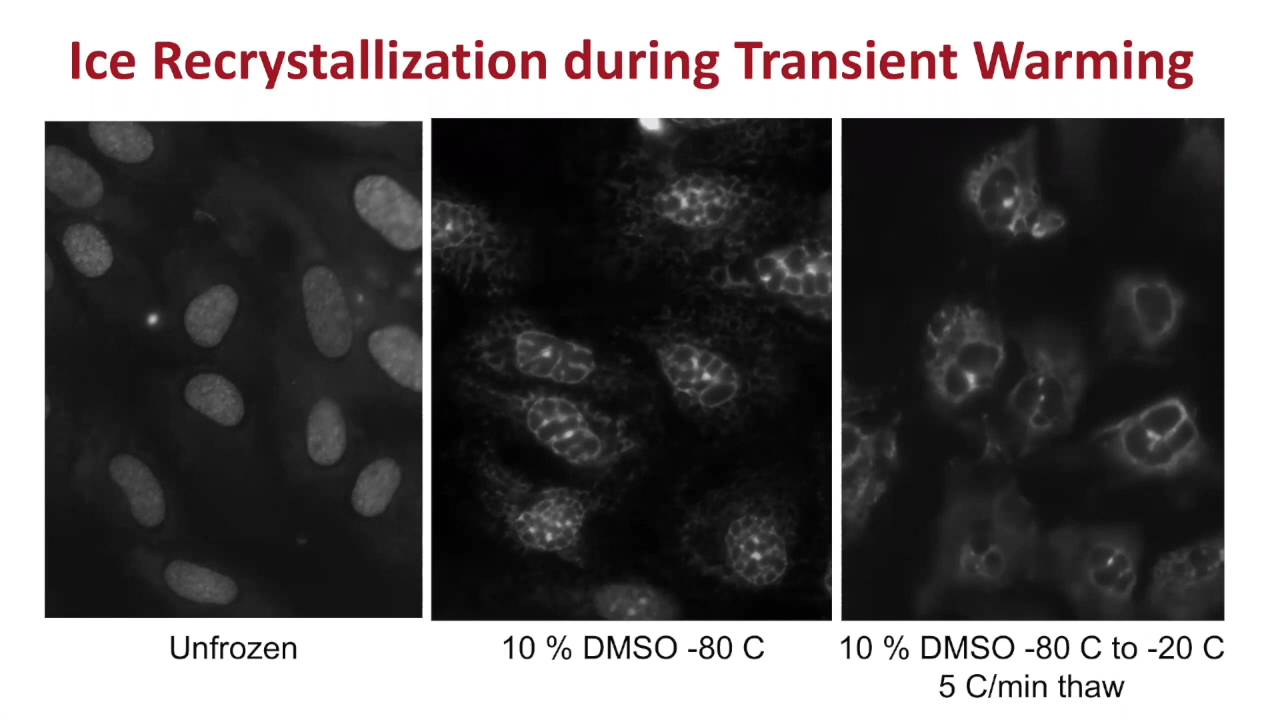 Ice Recrystallization during Transient Warming
Unfrozen
10 % DMSO -80 C
10 % DMSO -80 C to -20 C
5 C/min thaw